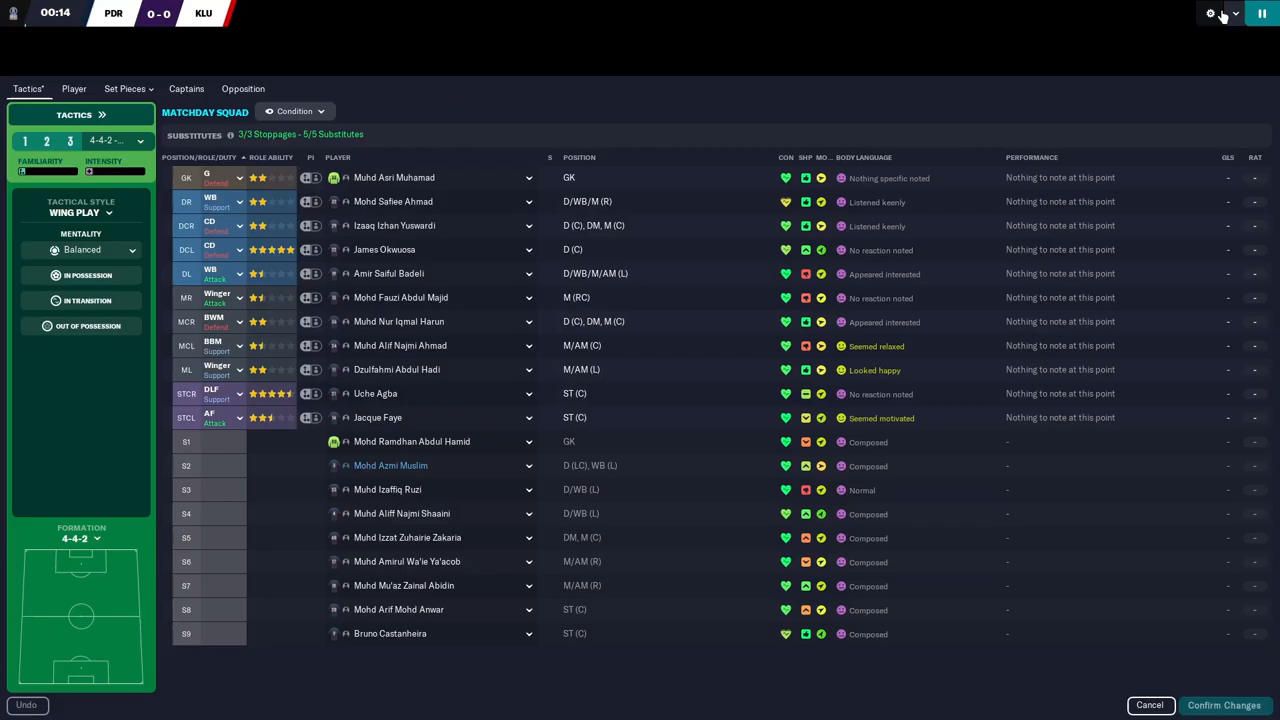 00:14 PDR 0 - 0 KLU
Tactics* Player Set Pieces Captains Opposition
TACTICS
MATCHDAY SQUAD Condition
SUBSTITUTES 3/3 Stoppages - 5/5 Substitutes
1 2 3 4-4-2 -...
FAMILIARITY INTENSITY
TACTICAL STYLE
WING PLAY
MENTALITY
Balanced
IN POSSESSION
IN TRANSITION
OUT OF POSSESSION
FORMATION
4-4-2
POSITION/ROLE/DUTY ROLE ABILITY PI PLAYER S POSITION CON SHP MO... BODY LANGUAGE PERFORMANCE GLS RAT
GK G Defend Muhd Asri Muhamad GK Nothing specific noted Nothing to note at this point - -
DR WB Support Mohd Safiee Ahmad D/WB/M (R) Listened keenly Nothing to note at this point - -
DCR CD Defend Izaaq Izhan Yuswardi D (C), DM, M (C) Listened keenly Nothing to note at this point - -
DCL CD Defend James Okwuosa D (C) No reaction noted Nothing to note at this point - -
DL WB Attack Amir Saiful Badeli D/WB/M/AM (L) Appeared interested Nothing to note at this point - -
MR Winger Attack Mohd Fauzi Abdul Majid M (RC) No reaction noted Nothing to note at this point - -
MCR BWM Defend Mohd Nur Iqmal Harun D (C), DM, M (C) Appeared interested Nothing to note at this point - -
MCL BBM Support Mohd Alif Najmi Ahmad M/AM (C) Seemed relaxed Nothing to note at this point - -
ML Winger Support Dzulfahmi Abdul Hadi M/AM (L) Looked happy Nothing to note at this point - -
STCR DLF Support Uche Agba ST (C) No reaction noted Nothing to note at this point - -
STCL AF Attack Jacque Faye ST (C) Seemed motivated Nothing to note at this point - -
S1 Mohd Ramdhan Abdul Hamid GK Composed - - -
S2 Mohd Azmi Muslim D (LC), WB (L) Composed - - -
S3 Muhd Izaffiq Ruzi D/WB (L) Normal - - -
S4 Muhd Aliff Najmi Shaaini D/WB (L) Composed - - -
S5 Muhd Izzat Zuhairie Zakaria DM, M (C) Composed - - -
S6 Muhd Amirul Wa'ie Ya'acob M/AM (R) Composed - - -
S7 Muhd Mu'az Zainal Abidin M/AM (R) Composed - - -
S8 Mohd Arif Mohd Anwar ST (C) Composed - - -
S9 Bruno Castanheira ST (C) Composed - - -
Undo Cancel Confirm Changes